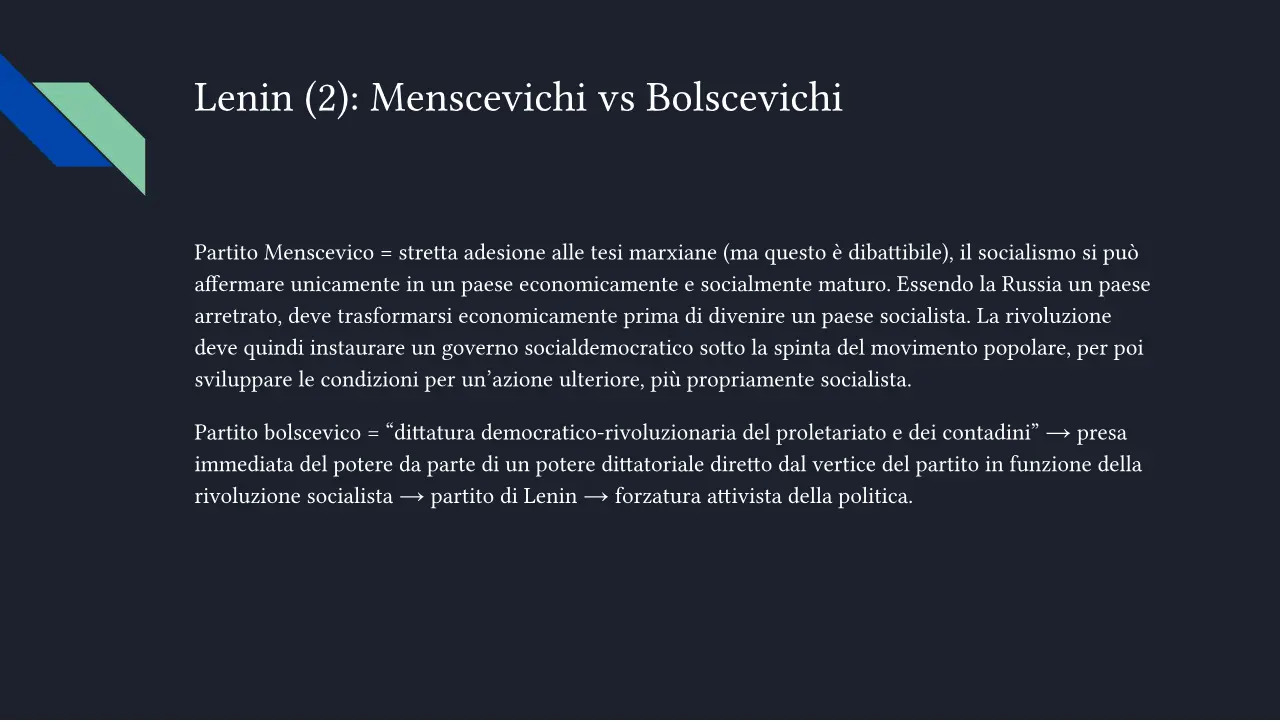 Lenin (2): Menscevichi vs Bolscevichi
Partito Menscevico = stretta adesione alle tesi marxiane (ma questo è dibattibile), il socialismo si può
affermare unicamente in un paese economicamente e socialmente maturo. Essendo la Russia un paese
arretrato, deve trasformarsi economicamente prima di divenire un paese socialista. La rivoluzione
deve quindi instaurare un governo socialdemocratico sotto la spinta del movimento popolare, per poi
sviluppare le condizioni per un’azione ulteriore, più propriamente socialista.
Partito bolscevico = “dittatura democratico-rivoluzionaria del proletariato e dei contadini” → presa
immediata del potere da parte di un potere dittatoriale diretto dal vertice del partito in funzione della
rivoluzione socialista → partito di Lenin → forzatura attivista della politica.